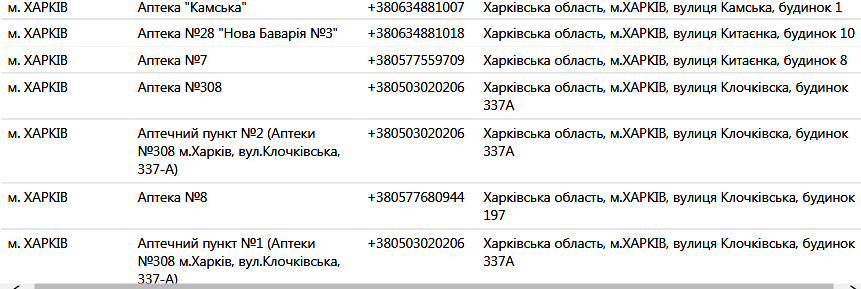 м. ХАРКІВ Аптека "Камська" +380634881007 Харківська область, м.ХАРКІВ, вулиця Камська, будинок 1
м. ХАРКІВ Аптека №28 "Нова Баварія №3" +380634881018 Харківська область, м.ХАРКІВ, вулиця Китаєнка, будинок 10
м. ХАРКІВ Аптека №7 +380577559709 Харківська область, м.ХАРКІВ, вулиця Китаєнка, будинок 8
м. ХАРКІВ Аптека №308 +380503020206 Харківська область, м.ХАРКІВ, вулиця Клочківска, будинок
337А
м. ХАРКІВ Аптечний пункт №2 (Аптеки +380503020206 Харківська область, м.ХАРКІВ, вулиця Клочківска, будинок
№308 м.Харків, вул.Клочківська, 337А
337-А)
м. ХАРКІВ Аптека №8 +380577680944 Харківська область, м.ХАРКІВ, вулиця Клочківська, будинок
197
м. ХАРКІВ Аптечний пункт №1 (Аптеки +380503020206 Харківська область, м.ХАРКІВ, вулиця Клочківська, будинок
№308 м.Харків, вул.Клочківська, 337А
337-А)